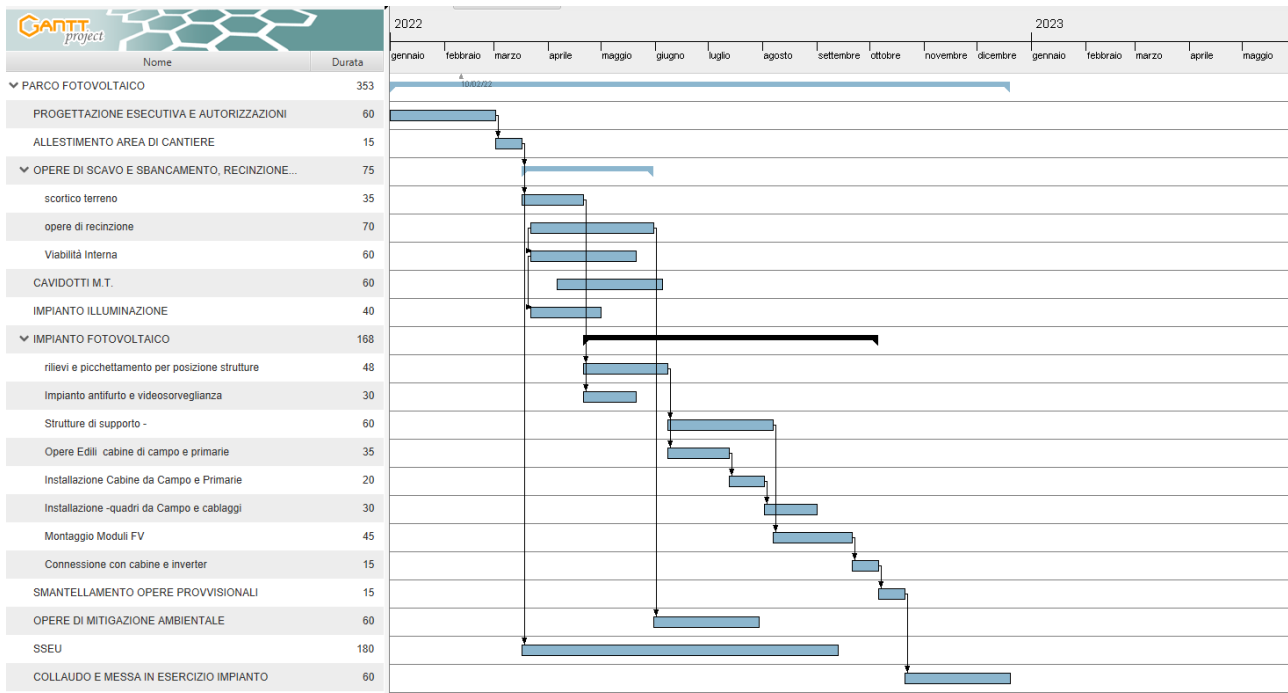 GANTT
project
2022 2023
Nome Durata gennaio febbraio marzo aprile maggio giugno luglio agosto settembre ottobre novembre dicembre gennaio febbraio marzo aprile maggio
PARCO FOTOVOLTAICO 353 10/02/22
PROGETTAZIONE ESECUTIVA E AUTORIZZAZIONI 60
ALLESTIMENTO AREA DI CANTIERE 15
OPERE DI SCAVO E SBANCAMENTO, RECINZIONE... 75
scortico terreno 35
opere di recinzione 70
Viabilità Interna 60
CAVIDOTTI M.T. 60
IMPIANTO ILLUMINAZIONE 40
IMPIANTO FOTOVOLTAICO 168
rilievi e picchettamento per posizione strutture 48
Impianto antifurto e videosorveglianza 30
Strutture di supporto - 60
Opere Edili cabine di campo e primarie 35
Installazione Cabine da Campo e Primarie 20
Installazione -quadri da Campo e cablaggi 30
Montaggio Moduli FV 45
Connessione con cabine e inverter 15
SMANTELLAMENTO OPERE PROVVISIONALI 15
OPERE DI MITIGAZIONE AMBIENTALE 60
SSEU 180
COLLAUDO E MESSA IN ESERCIZIO IMPIANTO 60